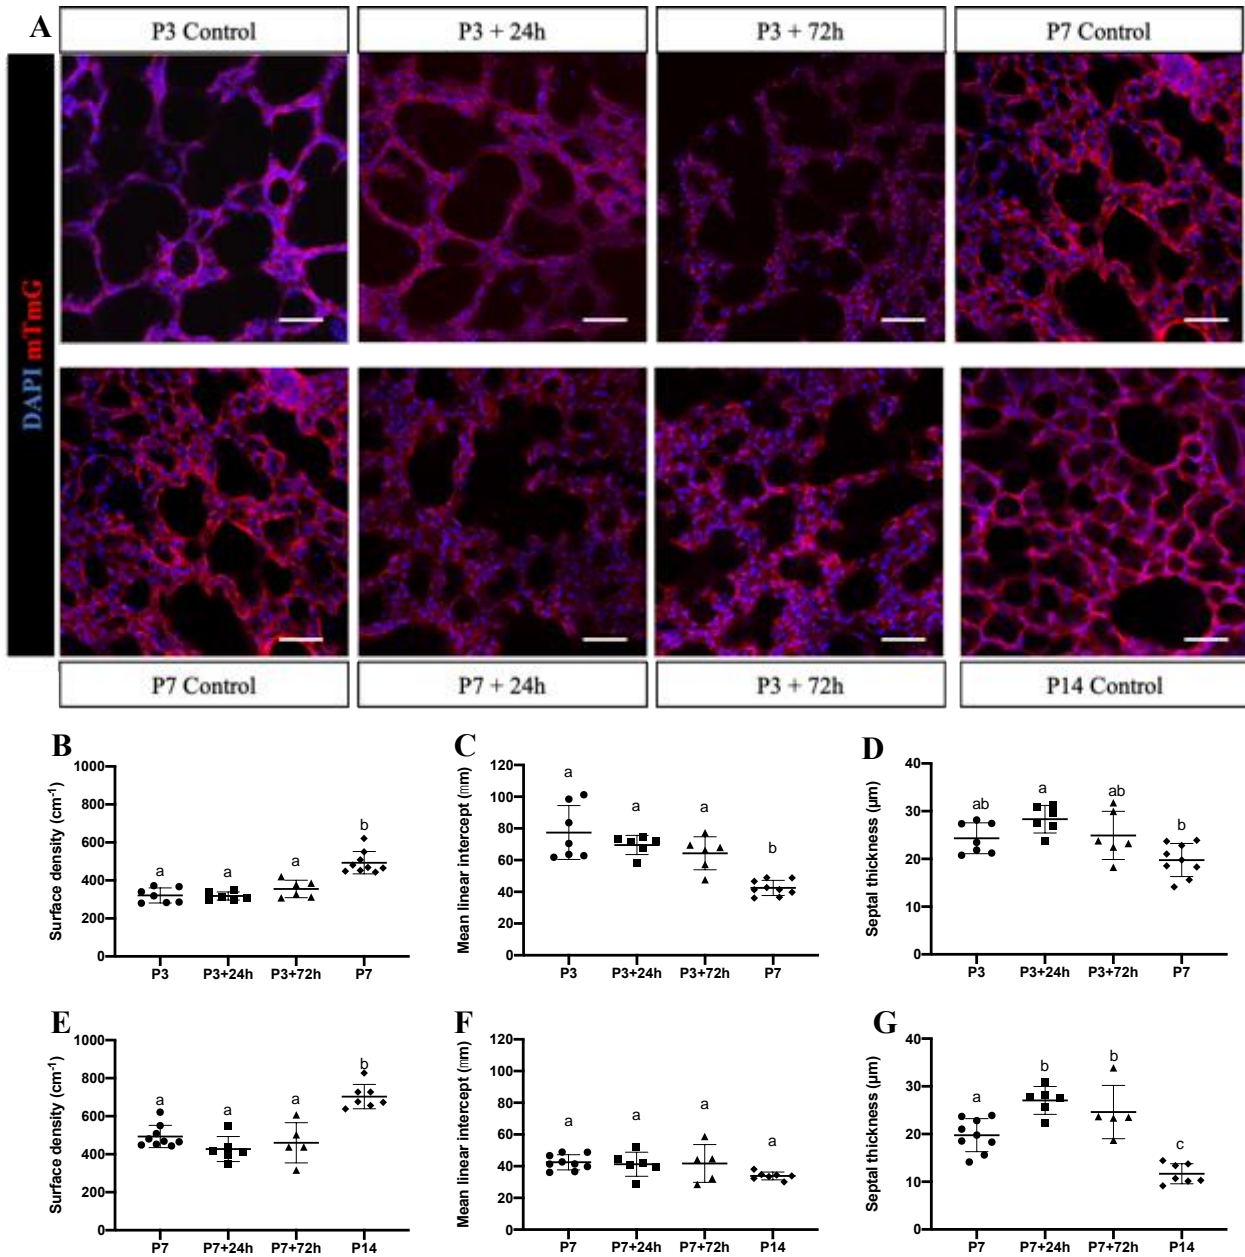 A
P3 Control
P3 + 24h
P3 + 72h
P7 Control
DAPI mTmG
P7 Control
P7 + 24h
P3 + 72h
P14 Control
B
Surface density (cm⁻¹)
1000
800
600
400
200
0
a
a
a
b
P3
P3+24h
P3+72h
P7
C
Mean linear intercept (mm)
120
100
80
60
40
20
0
a
a
a
b
P3
P3+24h
P3+72h
P7
D
Septal thickness (µm)
40
30
20
10
0
ab
a
ab
b
P3
P3+24h
P3+72h
P7
E
Surface density (cm⁻¹)
1000
800
600
400
200
0
a
a
a
b
P7
P7+24h
P7+72h
P14
F
Mean linear intercept (mm)
120
100
80
60
40
20
0
a
a
a
a
P7
P7+24h
P7+72h
P14
G
Septal thickness (µm)
40
30
20
10
0
a
b
b
c
P7
P7+24h
P7+72h
P14